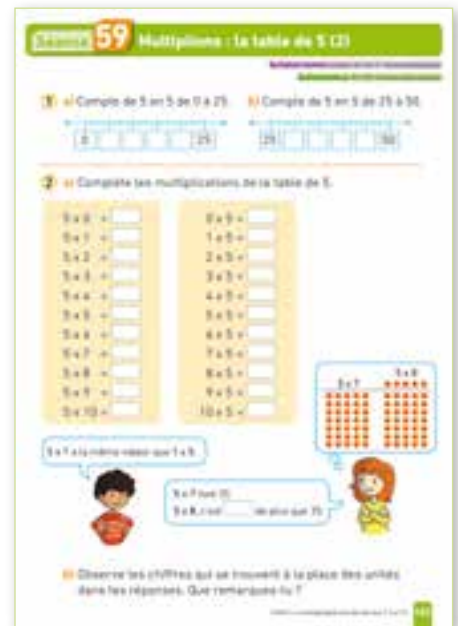 Séance 59 Multiplions : la table de 5 (2)
1 a) Compte de 5 en 5 de 0 à 25. b) Compte de 5 en 5 de 25 à 50.
0 25 25 50
2 a) Complète les multiplications de la table de 5.
5 x 0 = 0 x 5 =
5 x 1 = 1 x 5 =
5 x 2 = 2 x 5 =
5 x 3 = 3 x 5 =
5 x 4 = 4 x 5 =
5 x 5 = 5 x 5 =
5 x 6 = 6 x 5 =
5 x 7 = 7 x 5 =
5 x 8 = 8 x 5 =
5 x 9 = 9 x 5 =
5 x 10 = 10 x 5 =
5 x 7 5 x 8
a la même valeur que
5 x 7 font 35.
5 x 8, c'est de plus que 35.
b) Observe les chiffres qui se trouvent à la place des unités
dans les réponses. Que remarques-tu ?